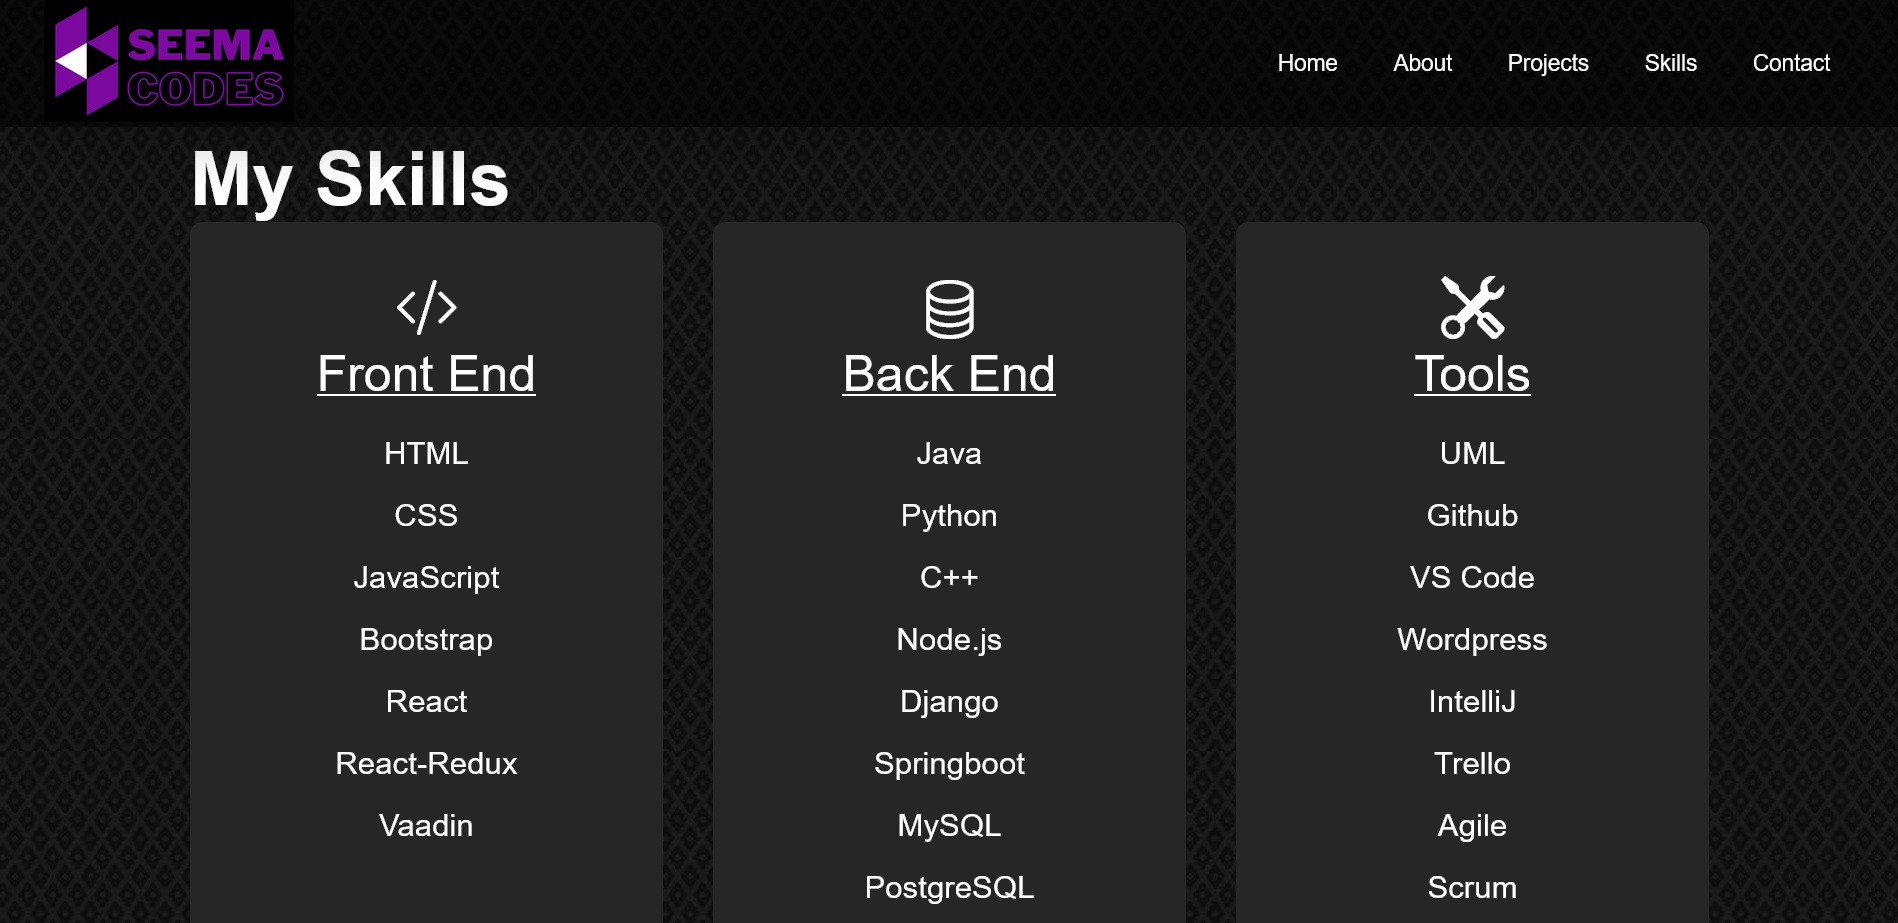 SEEMA
CODES
Home About Projects Skills Contact
My Skills
Front End
HTML
CSS
JavaScript
Bootstrap
React
React-Redux
Vaadin
Back End
Java
Python
C++
Node.js
Django
Springboot
MySQL
PostgreSQL
Tools
UML
Github
VS Code
Wordpress
IntelliJ
Trello
Agile
Scrum